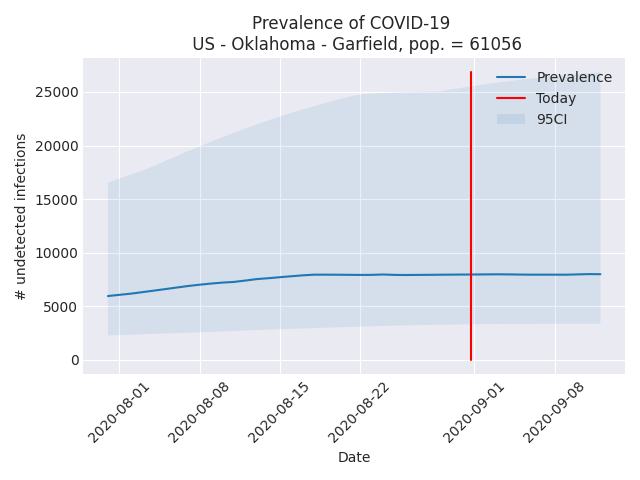 Prevalence of COVID-19
US - Oklahoma - Garfield, pop. = 61056
Prevalence
Today
95CI
# undetected infections
25000
20000
15000
10000
5000
0
2020-08-01
2020-08-08
2020-08-15
2020-08-22
2020-09-01
2020-09-08
Date